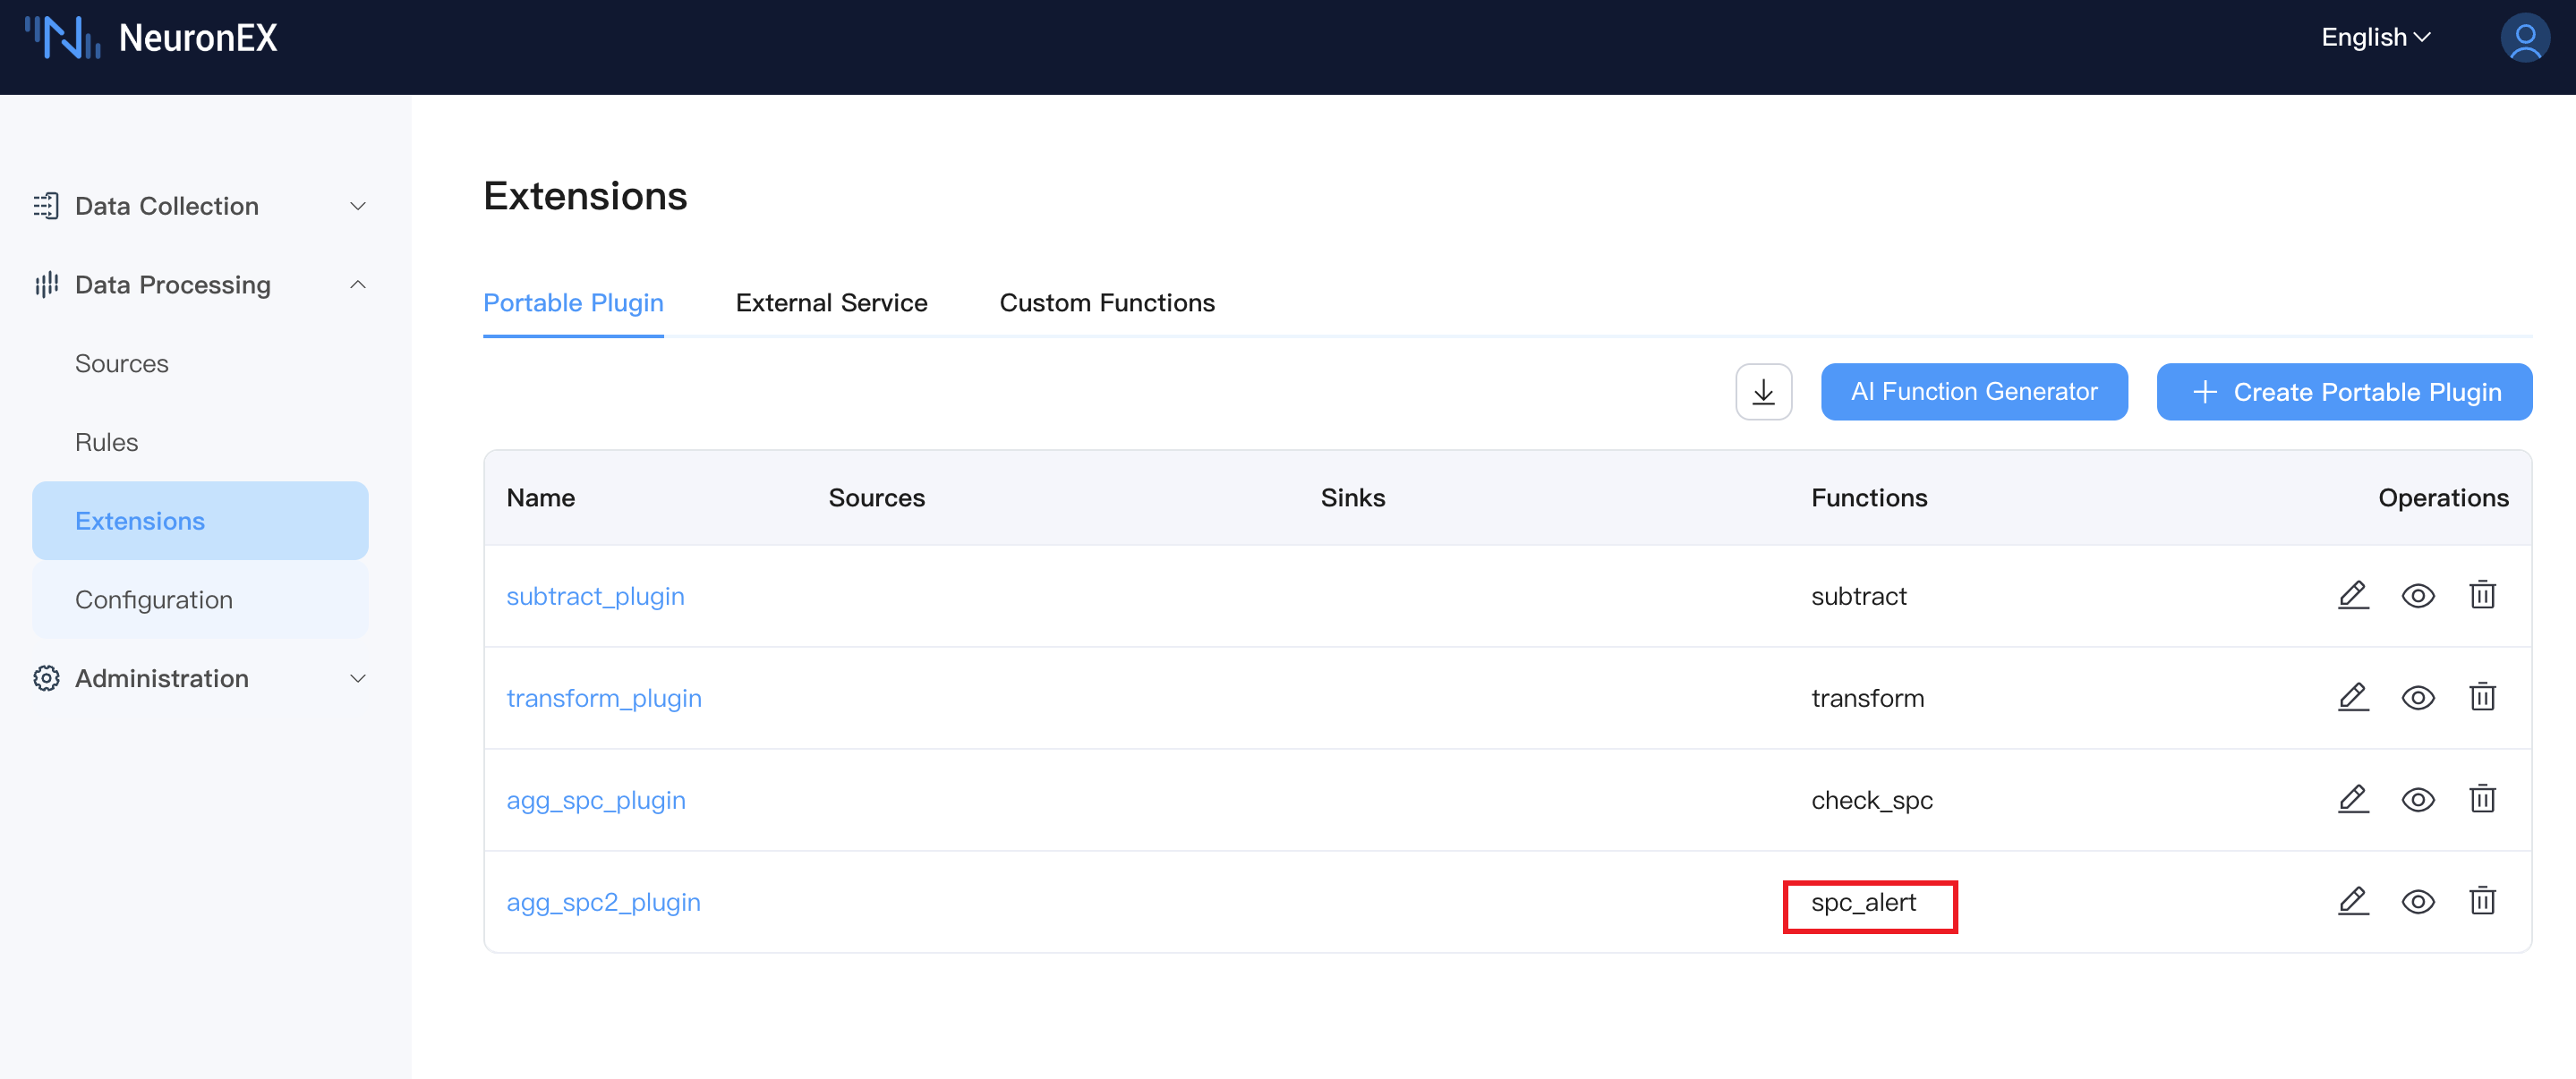 NeuronEX
English
Data Collection
Data Processing
Sources
Rules
Extensions
Configuration
Administration
Extensions
Portable Plugin External Service Custom Functions
AI Function Generator Create Portable Plugin
Name Sources Sinks Functions Operations
subtract_plugin subtract
transform_plugin transform
agg_spc_plugin check_spc
agg_spc2_plugin spc_alert